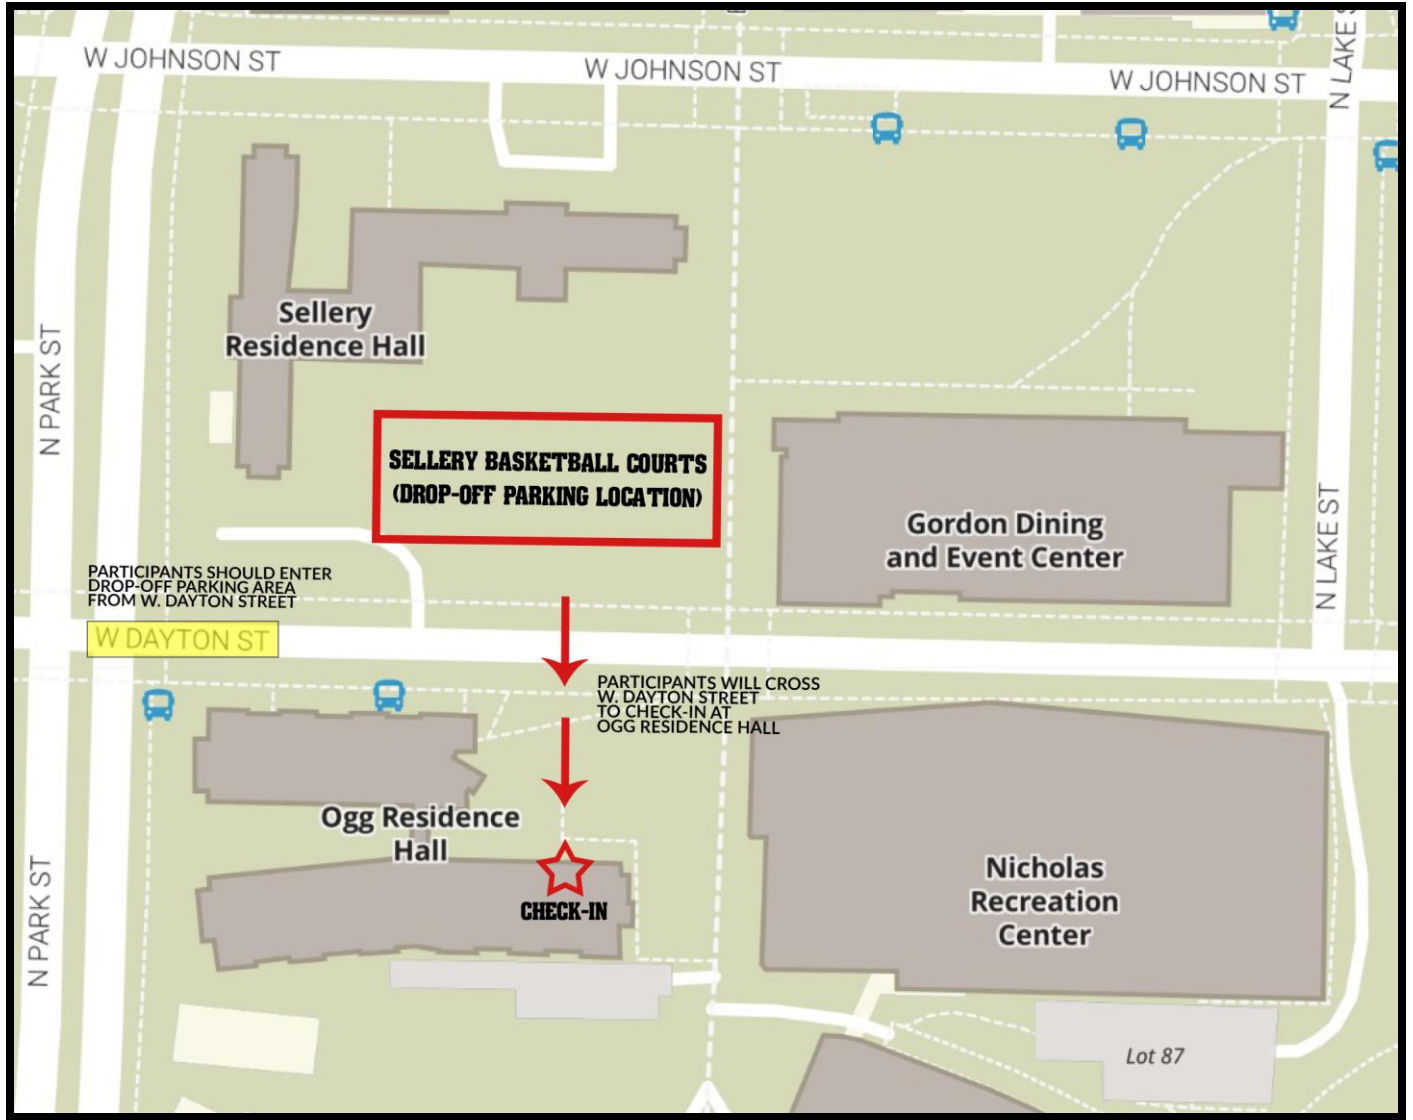 W JOHNSON ST
W JOHNSON ST
W JOHNSON ST
N LAKE S
N PARK ST
Sellery
Residence Hall
SELLERY BASKETBALL COURTS
(DROP-OFF PARKING LOCATION)
Gordon Dining
and Event Center
N LAKE ST
PARTICIPANTS SHOULD ENTER
DROP-OFF PARKING AREA
FROM W. DAYTON STREET
W DAYTON ST
PARTICIPANTS WILL CROSS
W. DAYTON STREET
TO CHECK-IN AT
OGG RESIDENCE HALL
Ogg Residence
Hall
CHECK-IN
Nicholas
Recreation
Center
N PARK ST
Lot 87